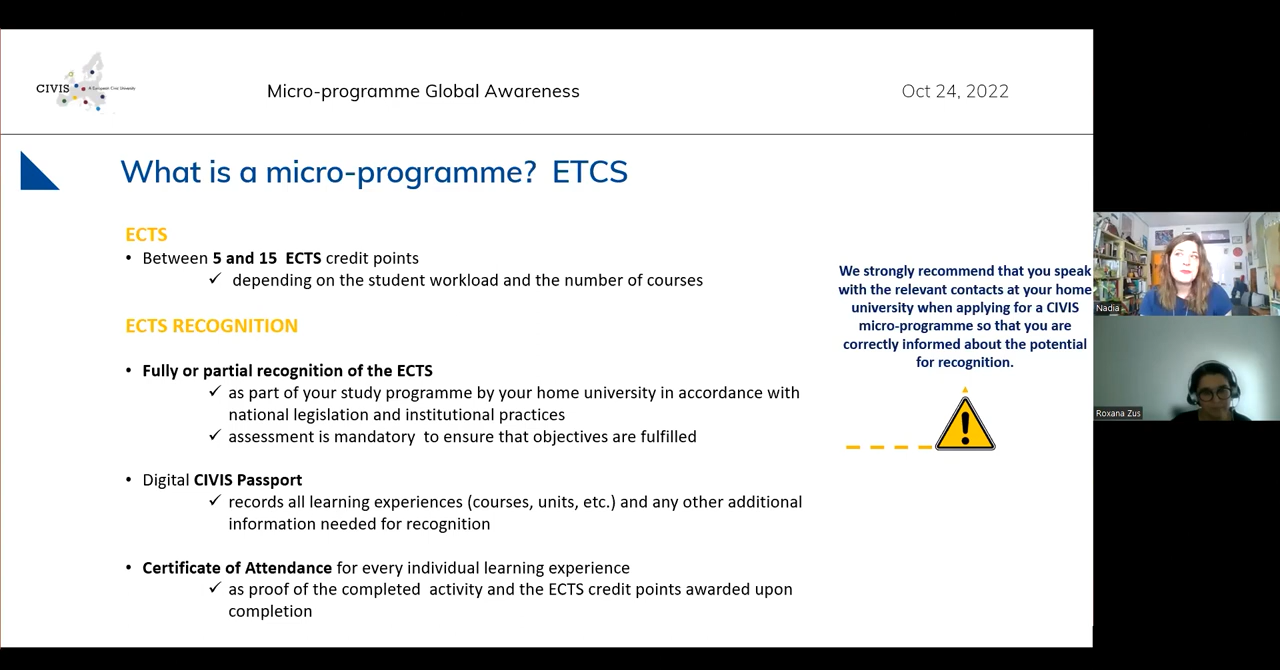 CIVIS
A European Civic University
Micro-programme Global Awareness
Oct 24, 2022
What is a micro-programme?  ETCS
ECTS
• Between 5 and 15  ECTS credit points
✓ depending on the student workload and the number of courses
ECTS RECOGNITION
• Fully or partial recognition of the ECTS
✓ as part of your study programme by your home university in accordance with
national legislation and institutional practices
✓ assessment is mandatory  to ensure that objectives are fulfilled
• Digital CIVIS Passport
✓ records all learning experiences (courses, units, etc.) and any other additional
information needed for recognition
• Certificate of Attendance for every individual learning experience
✓ as proof of the completed  activity and the ECTS credit points awarded upon
completion
We strongly recommend that you speak
with the relevant contacts at your home
university when applying for a CIVIS
micro-programme so that you are
correctly informed about the potential
for recognition.
Nadia
Roxana Zus